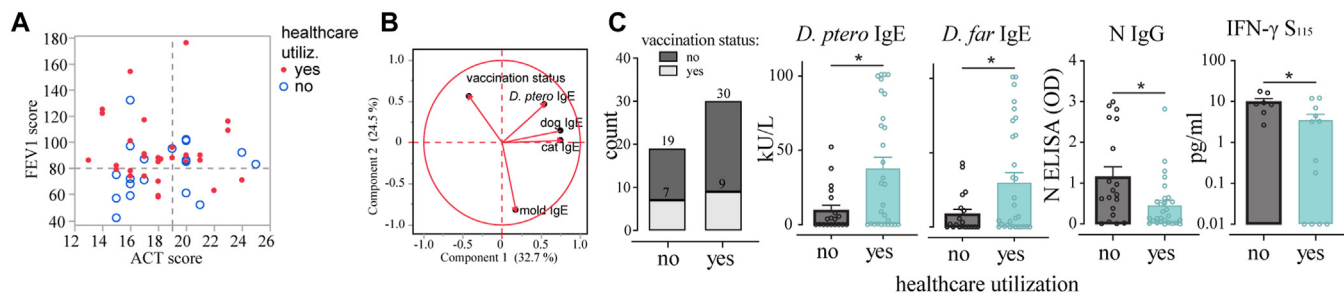 A
FEV1 score
180
160
140
120
100
80
60
40
12 14 16 18 20 22 24 26
ACT score
healthcare
utiliz.
yes
no
B
Component 2 (24.5 %)
1.0
0.5
0
-0.5
-1.0
vaccination status
D. ptero IgE
dog IgE
cat IgE
mold IgE
-1.0 -0.5 0.0 0.5 1.0
Component 1 (32.7 %)
C
vaccination status:
no
yes
count
40
30
20
10
0
19
7
30
9
no yes
D. ptero IgE
kU/L
100
50
0
*
no yes
D. far IgE
*
no yes
N IgG
N ELISA (OD)
4
3
2
1
0
*
no yes
IFN-γ S115
pg/ml
100
10
1
0.1
0.01
*
no yes
healthcare utilization